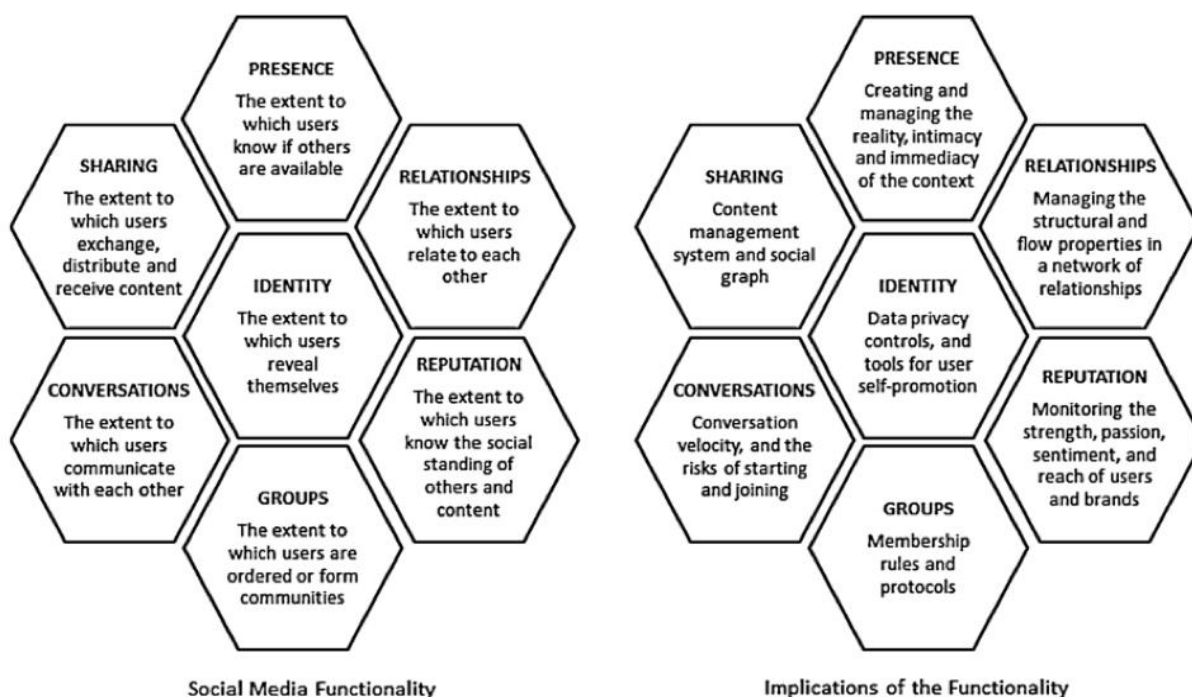 PRESENCE
The extent to
which users
know if others
are available
SHARING
The extent to
which users
exchange,
distribute and
receive content
RELATIONSHIPS
The extent to
which users
relate to each
other
IDENTITY
The extent to
which users
reveal
themselves
CONVERSATIONS
The extent to
which users
communicate
with each other
REPUTATION
The extent to
which users
know the social
standing of
others and
content
GROUPS
The extent to
which users are
ordered or form
communities
Social Media Functionality
PRESENCE
Creating and
managing the
reality, intimacy
and immediacy
of the context
SHARING
Content
management
system and social
graph
RELATIONSHIPS
Managing the
structural and
flow properties in
a network of
relationships
IDENTITY
Data privacy
controls, and
tools for user
self-promotion
CONVERSATIONS
Conversation
velocity, and the
risks of starting
and joining
REPUTATION
Monitoring the
strength, passion,
sentiment, and
reach of users
and brands
GROUPS
Membership
rules and
protocols
Implications of the Functionality